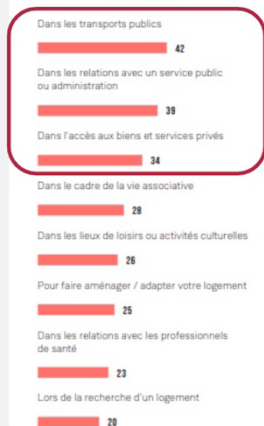 Dans les transports publics
42
Dans les relations avec un service public
ou administration
39
Dans l'accès aux biens et services privés
34
Dans le cadre de la vie associative
28
Dans les lieux de loisirs ou activités culturelles
26
Pour faire aménager / adapter votre logement
25
Dans les relations avec les professionnels
de santé
23
Lors de la recherche d'un logement
20